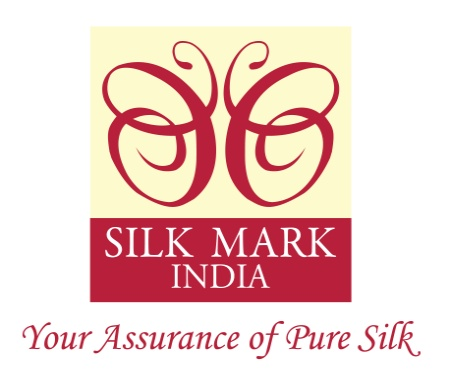 SILK MARK
INDIA
Your Assurance of Pure Silk